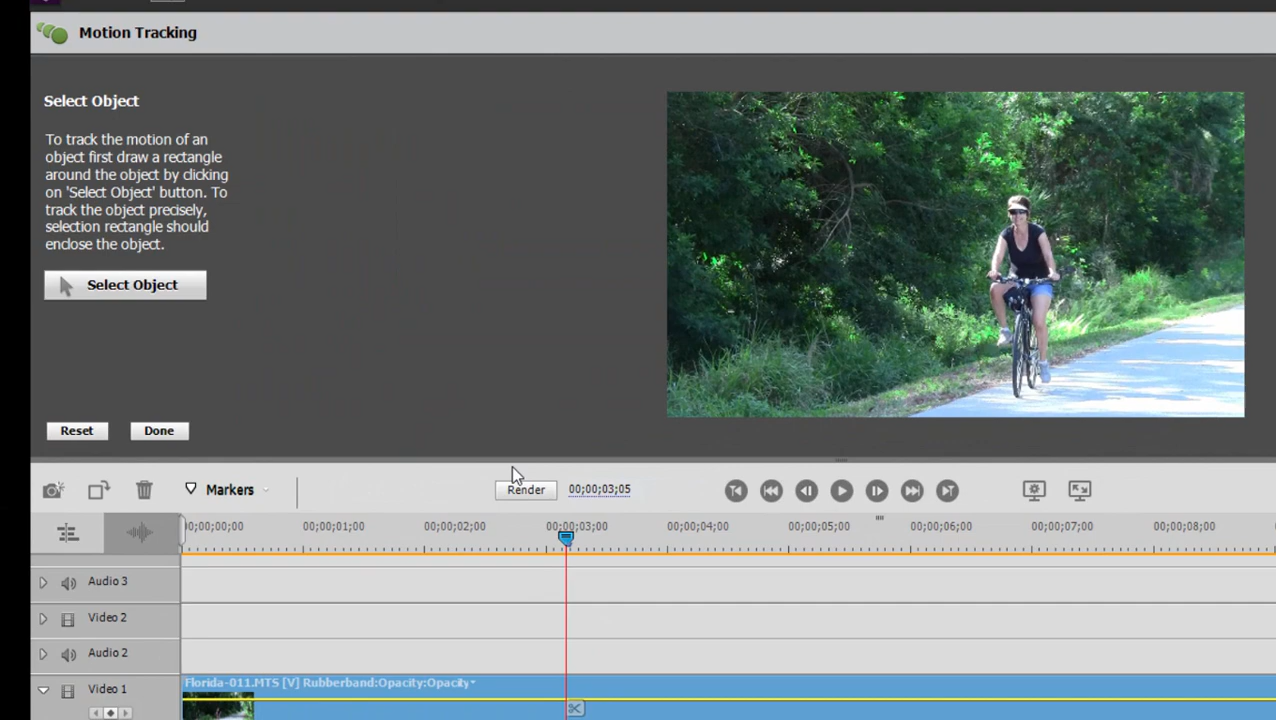 Motion Tracking
Select Object
To track the motion of an
object first draw a rectangle
around the object by clicking
on 'Select Object' button. To
track the object precisely,
selection rectangle should
enclose the object.
Select Object
Reset Done
Markers Render 00;00;03;05
00;00;00;00 00;00;01;00 00;00;02;00 00;00;03;00 00;00;04;00 00;00;05;00 00;00;06;00 00;00;07;00 00;00;08;00
Audio 3
Video 2
Audio 2
Video 1 Florida-011.MTS [V] Rubberband:Opacity:Opacity